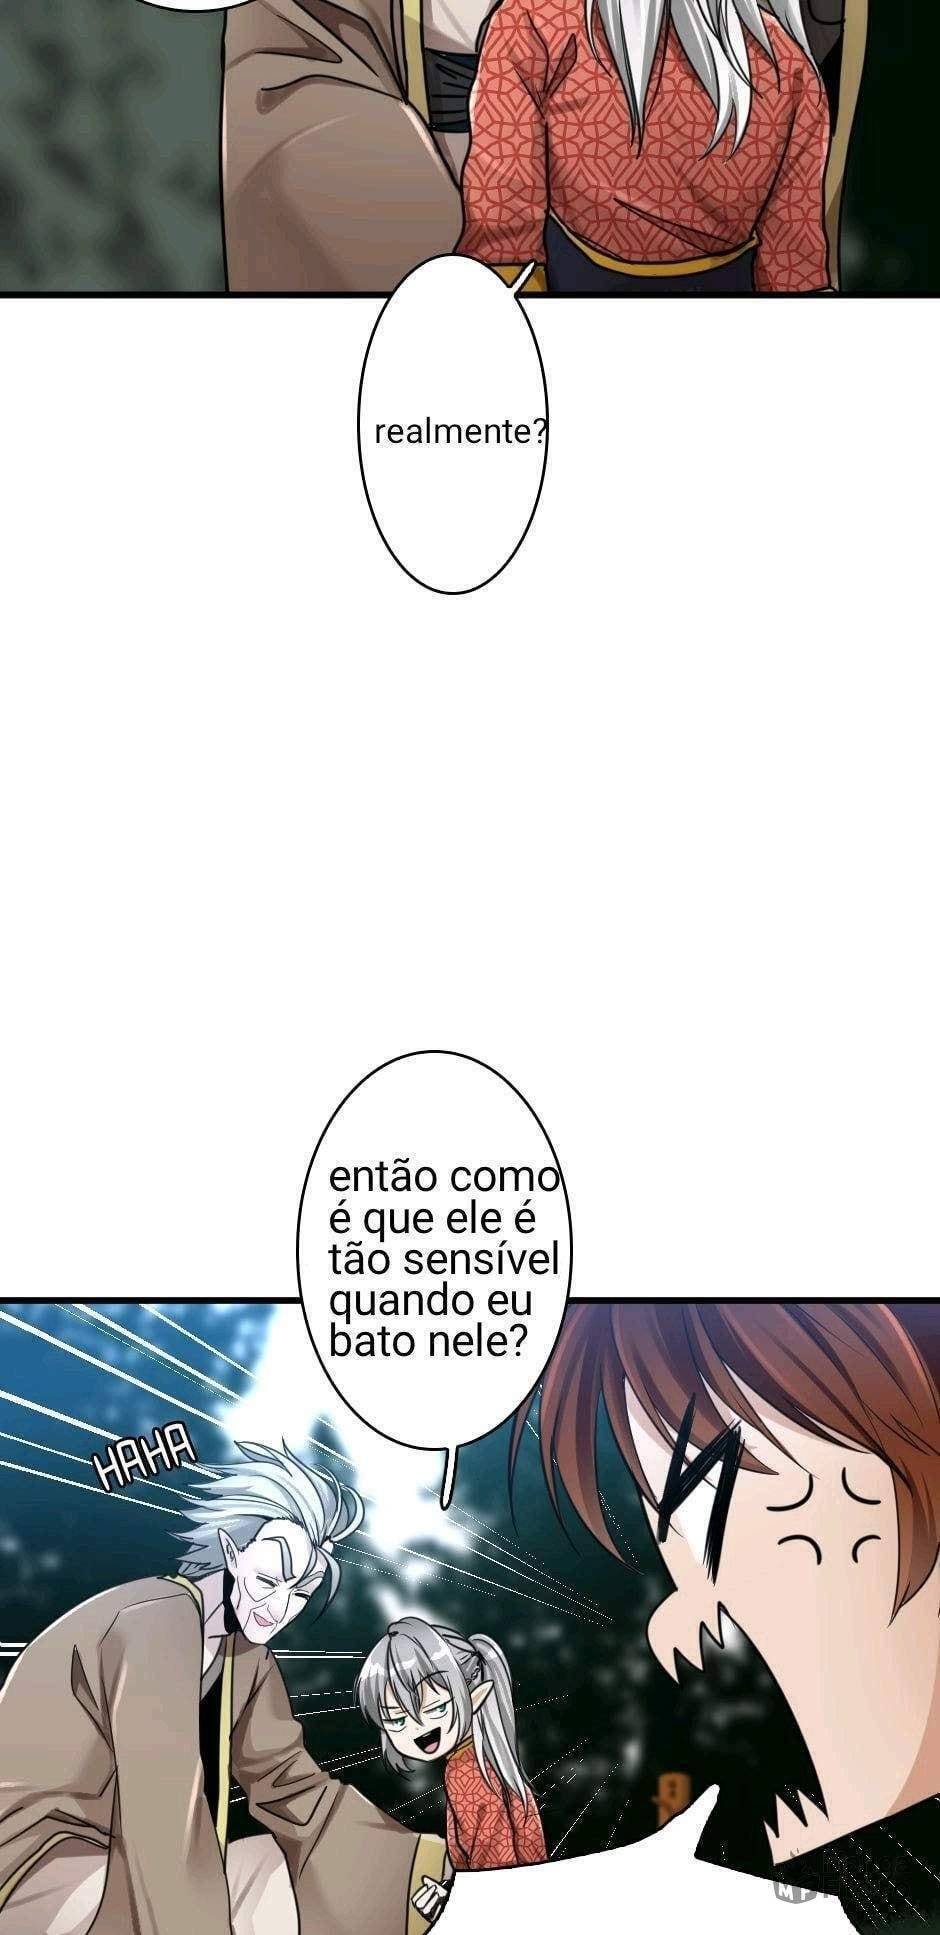 realmente?
então como
é que ele é
tão sensível
quando eu
bato nele?
HAHA